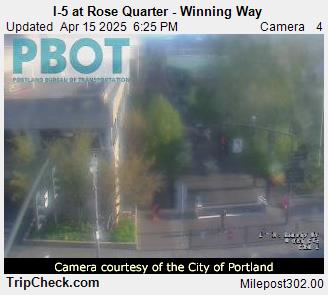 I-5 at Rose Quarter - Winning Way
Updated Apr 15 2025 6:25 PM Camera 4
PBOT
PORTLAND BUREAU OF TRANSPORTATION
Camera courtesy of the City of Portland
TripCheck.com Milepost302.00